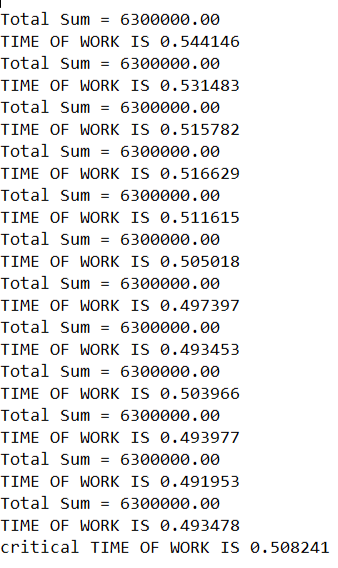 Total Sum = 6300000.00
TIME OF WORK IS 0.544146
Total Sum = 6300000.00
TIME OF WORK IS 0.531483
Total Sum = 6300000.00
TIME OF WORK IS 0.515782
Total Sum = 6300000.00
TIME OF WORK IS 0.516629
Total Sum = 6300000.00
TIME OF WORK IS 0.511615
Total Sum = 6300000.00
TIME OF WORK IS 0.505018
Total Sum = 6300000.00
TIME OF WORK IS 0.497397
Total Sum = 6300000.00
TIME OF WORK IS 0.493453
Total Sum = 6300000.00
TIME OF WORK IS 0.503966
Total Sum = 6300000.00
TIME OF WORK IS 0.493977
Total Sum = 6300000.00
TIME OF WORK IS 0.491953
Total Sum = 6300000.00
TIME OF WORK IS 0.493478
critical TIME OF WORK IS 0.508241